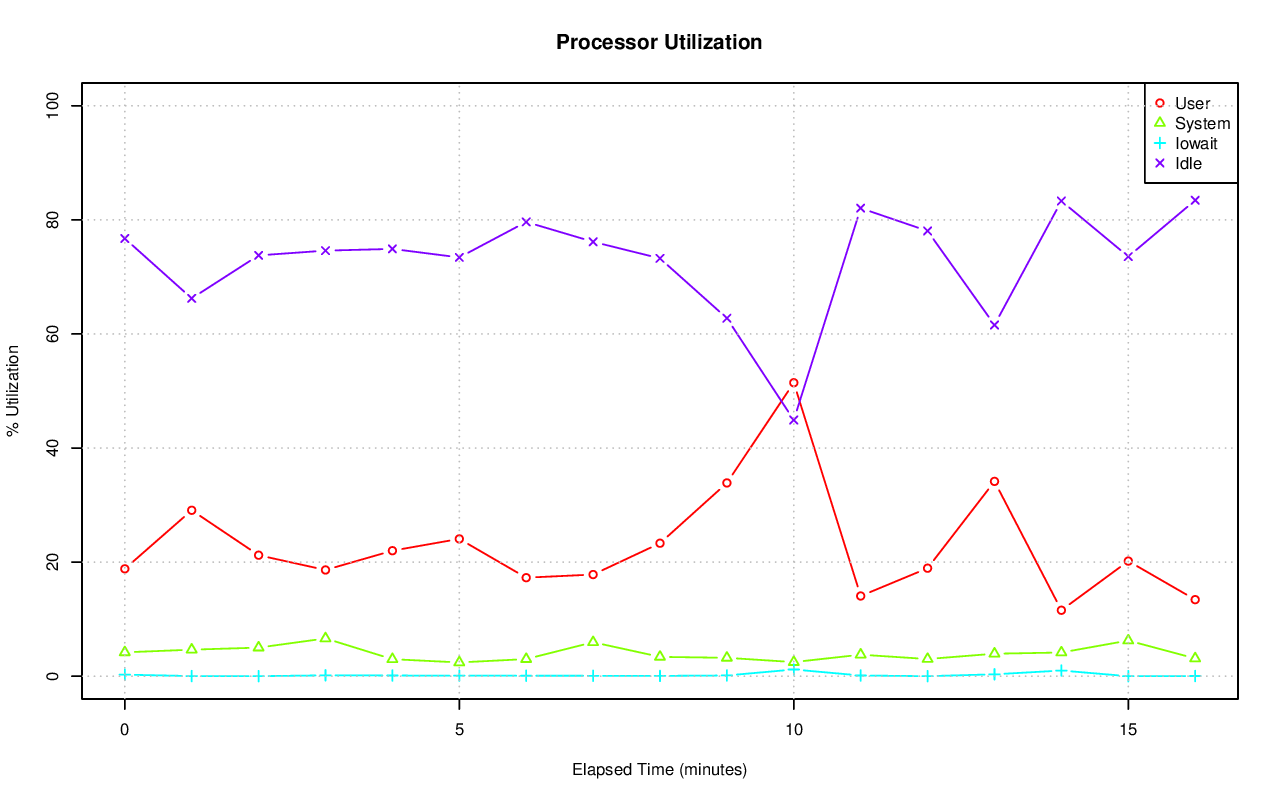 Processor Utilization
User
System
Iowait
Idle
100
80
60
40
20
0
% Utilization
0 5 10 15
Elapsed Time (minutes)